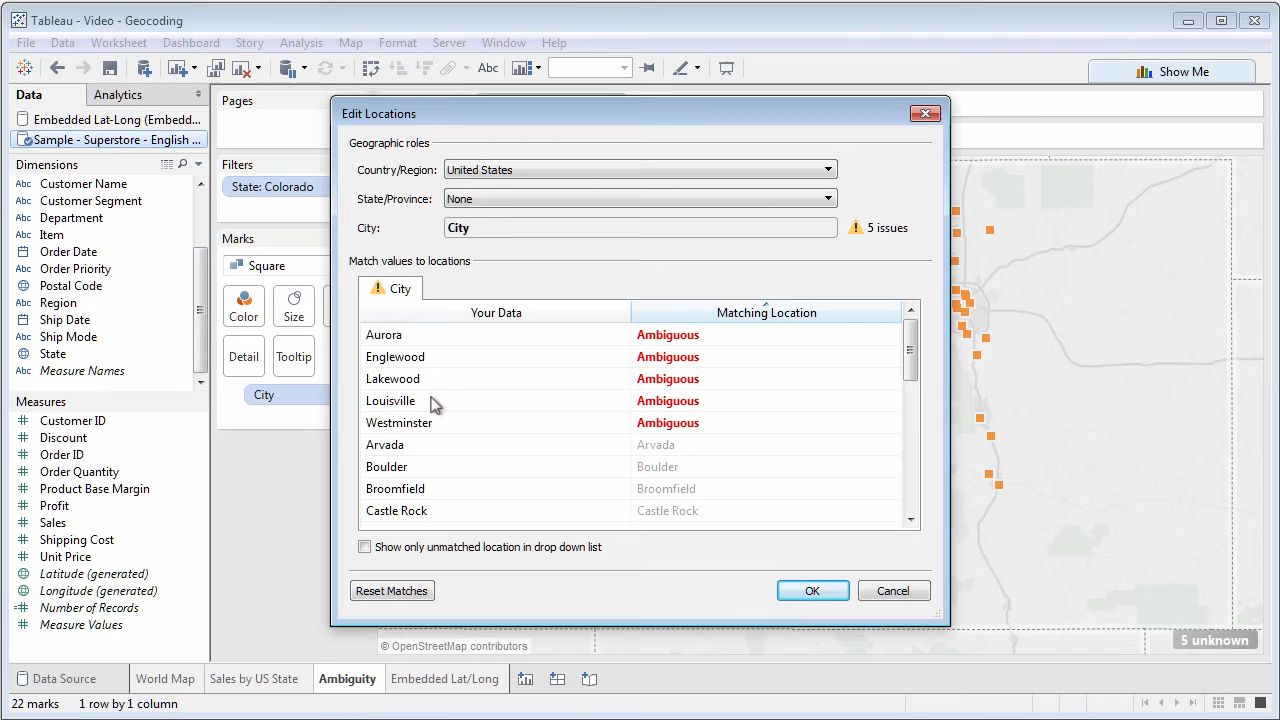 Tableau - Video - Geocoding
File Data Worksheet Dashboard Story Analysis Map Format Server Window Help
Abc
Show Me
Data Analytics
Embedded Lat-Long (Embedd...
Sample - Superstore - English ...
Dimensions
Abc Customer Name
Abc Customer Segment
Abc Department
Abc Item
Order Date
Abc Order Priority
Postal Code
Abc Region
Ship Date
Abc Ship Mode
State
Abc Measure Names
Measures
# Customer ID
# Discount
# Order ID
# Order Quantity
# Product Base Margin
# Profit
# Sales
# Shipping Cost
# Unit Price
Latitude (generated)
Longitude (generated)
# Number of Records
# Measure Values
Pages
Filters
State: Colorado
Marks
Square
Color Size
Detail Tooltip
City
Edit Locations
Geographic roles
Country/Region: United States
State/Province: None
City: City 5 issues
Match values to locations
City
Your Data Matching Location
Aurora Ambiguous
Englewood Ambiguous
Lakewood Ambiguous
Louisville Ambiguous
Westminster Ambiguous
Arvada Arvada
Boulder Boulder
Broomfield Broomfield
Castle Rock Castle Rock
Show only unmatched location in drop down list
Reset Matches OK Cancel
© OpenStreetMap contributors
5 unknown
Data Source World Map Sales by US State Ambiguity Embedded Lat/Long
22 marks 1 row by 1 column